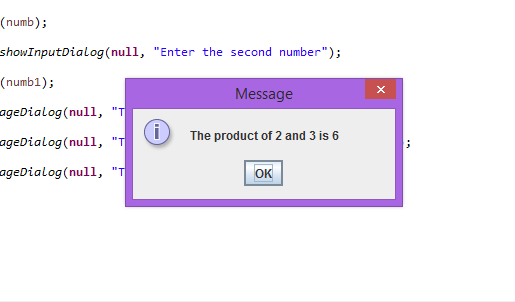 (numb);
showInputDialog(null, "Enter the second number");
(numb1);
Message
ageDialog(null, "T
The product of 2 and 3 is 6
ageDialog(null, "T ;
OK
ageDialog(null, "T